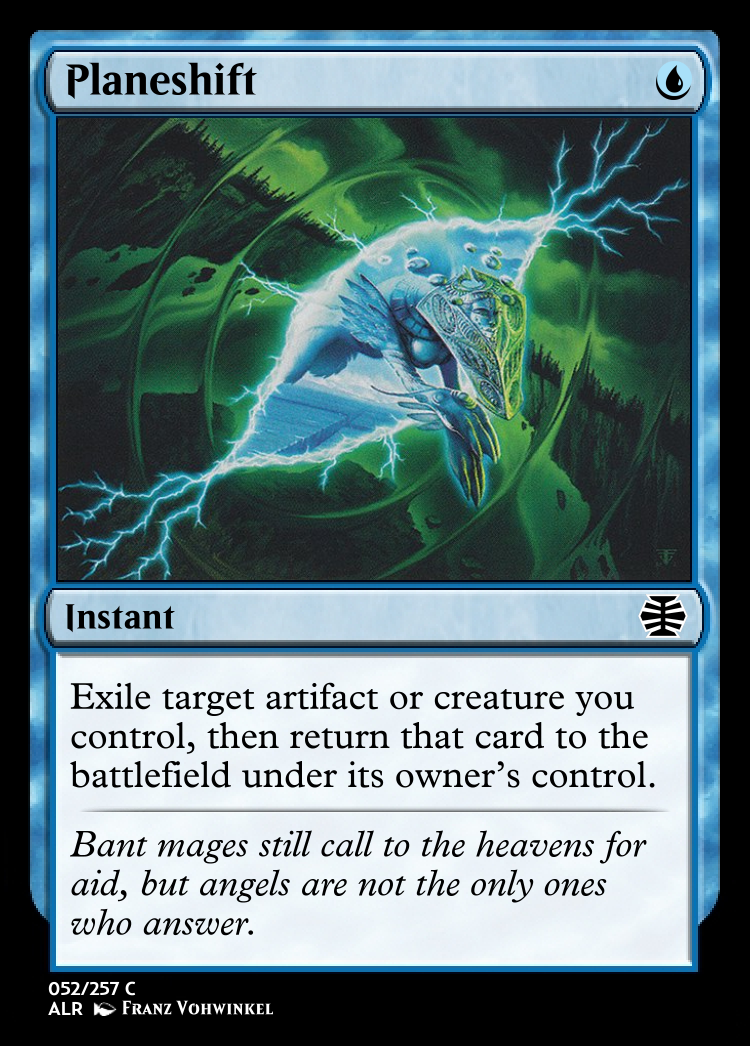 Planeshift
Instant
Exile target artifact or creature you
control, then return that card to the
battlefield under its owner's control.
Bant mages still call to the heavens for
aid, but angels are not the only ones
who answer.
052/257 C
ALR Franz Vohwinkel